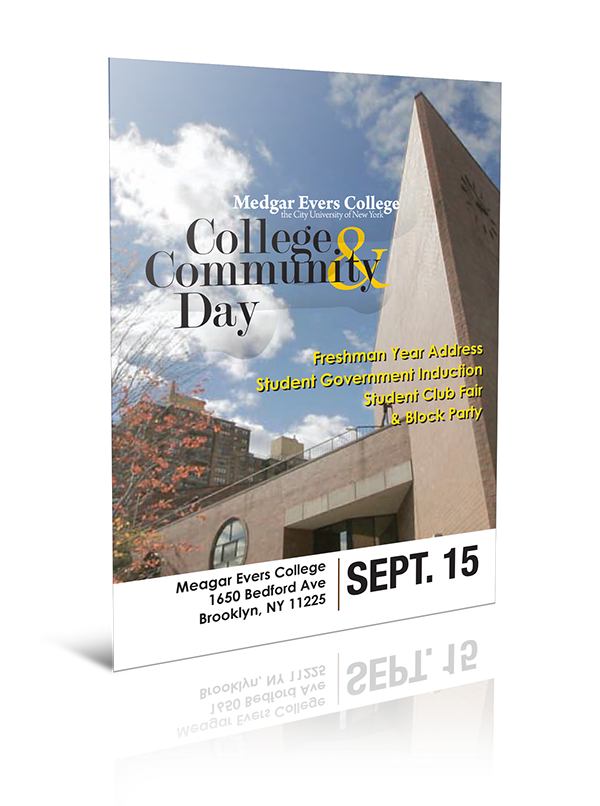 Medgar Evers College
the City University of New York
College &
Community
Day
Freshman Year Address
Student Government Induction
Student Club Fair
& Block Party
Meagar Evers College
1650 Bedford Ave
Brooklyn, NY 11225
SEPT. 15